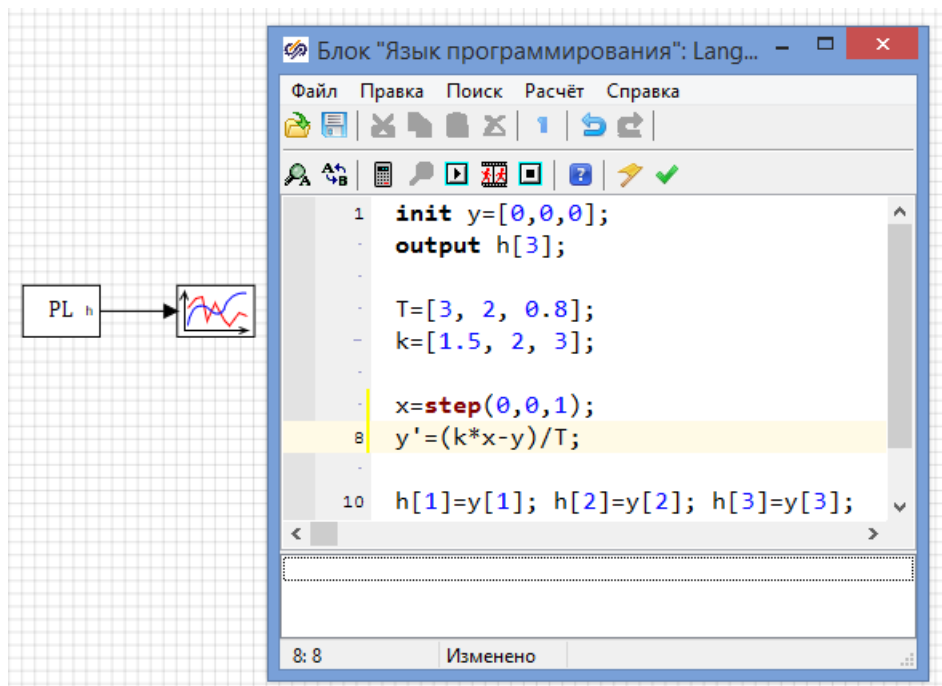 Блок "Язык программирования": Lang...
Файл Правка Поиск Расчёт Справка
1
1 init y=[0,0,0];
output h[3];
T=[3, 2, 0.8];
k=[1.5, 2, 3];
x=step(0,0,1);
8 y'=(k*x-y)/T;
10 h[1]=y[1]; h[2]=y[2]; h[3]=y[3];
PL h
8: 8 Изменено